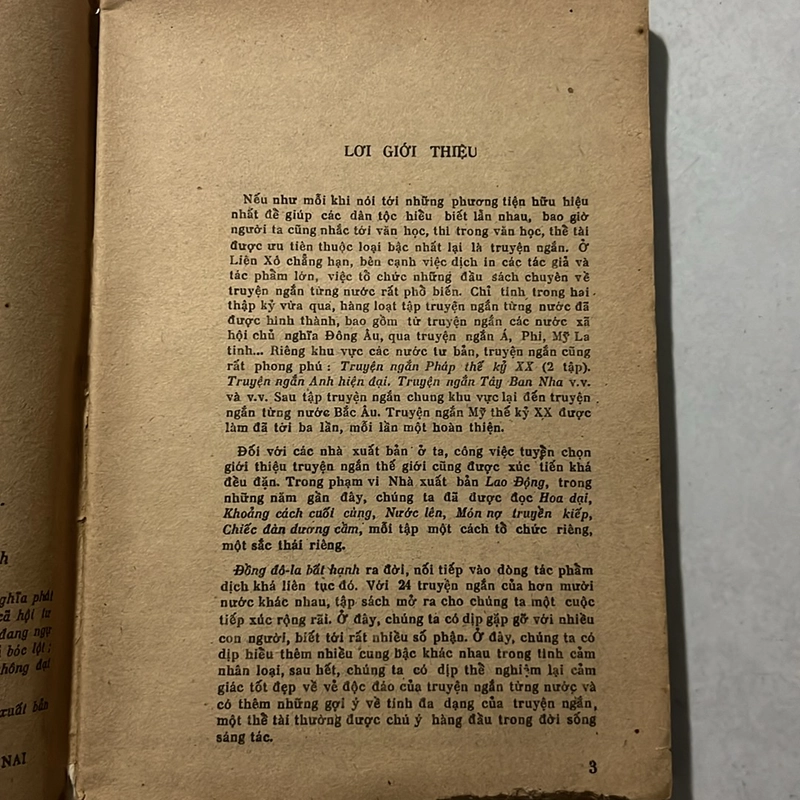 LỜI GIỚI THIỆU
Nếu như mỗi khi nói tới những phương tiện hữu hiệu
nhất để giúp các dân tộc hiểu biết lẫn nhau, bao giờ
người ta cũng nhắc tới văn học, thì trong văn học, thể tài
được ưu tiên thuộc loại bậc nhất lại là truyện ngắn. Ở
Liên Xô chẳng hạn, bên cạnh việc dịch in các tác giả và
tác phẩm lớn, việc tổ chức những đầu sách chuyên về
truyện ngắn từng nước rất phổ biến. Chỉ tính trong hai
thập kỷ vừa qua, hàng loạt tập truyện ngắn từng nước đã
được hình thành, bao gồm từ truyện ngắn các nước xã
hội chủ nghĩa Đông Âu, qua truyện ngắn Á, Phi, Mỹ La
tinh... Riêng khu vực các nước tư bản, truyện ngắn cũng
rất phong phú : Truyện ngắn Pháp thế kỷ XX (2 tập).
Truyện ngắn Anh hiện đại. Truyện ngắn Tây Ban Nha v.v.
và v.v. Sau tập truyện ngắn chung khu vực lại đến truyện
ngắn từng nước Bắc Âu. Truyện ngắn Mỹ thế kỷ XX được
làm đã tới ba lần, mỗi lần một hoàn thiện.
Đối với các nhà xuất bản ở ta, công việc tuyển chọn
giới thiệu truyện ngắn thế giới cũng được xúc tiến khá
đều đặn. Trong phạm vi Nhà xuất bản Lao Động, trong
những năm gần đây, chúng ta đã được đọc Hoa dại,
Khoảng cách cuối cùng, Nước lên, Món nợ truyền kiếp,
Chiếc đàn dương cầm, mỗi tập một cách tổ chức riêng,
một sắc thái riêng.
Đồng đô-la bất hạnh ra đời, nối tiếp vào dòng tác phẩm
dịch khá liên tục đó. Với 24 truyện ngắn của hơn mười
nước khác nhau, tập sách mở ra cho chúng ta một cuộc
tiếp xúc rộng rãi. Ở đây, chúng ta có dịp gặp gỡ với nhiều
con người, biết tới rất nhiều số phận. Ở đây, chúng ta có
dịp hiểu thêm nhiều cung bậc khác nhau trong tình cảm
nhân loại, sau hết, chúng ta có dịp thể nghiệm lại cảm
giác tốt đẹp về vẻ độc đáo của truyện ngắn từng nước và
có thêm những gợi ý về tính đa dạng của truyện ngắn,
một thể tài thường được chú ý hàng đầu trong đời sống
sáng tác.
3
h
nghĩa phát
xã hội tư
đang ngự
bóc lột ;
không đại
xuất bản
NAI